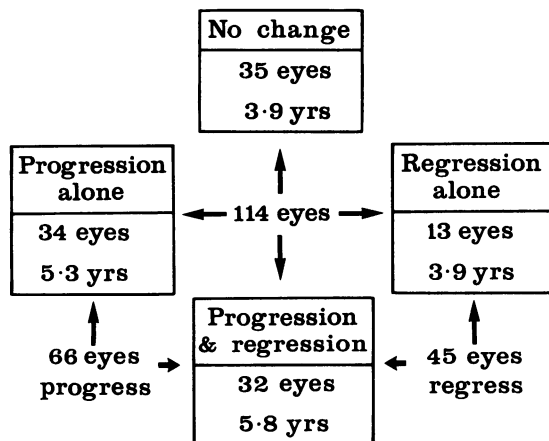 No change
35 eyes
3·9 yrs
Progression
alone
34 eyes
5·3 yrs
114 eyes
Regression
alone
13 eyes
3·9 yrs
66 eyes
progress
Progression
& regression
32 eyes
5·8 yrs
45 eyes
regress